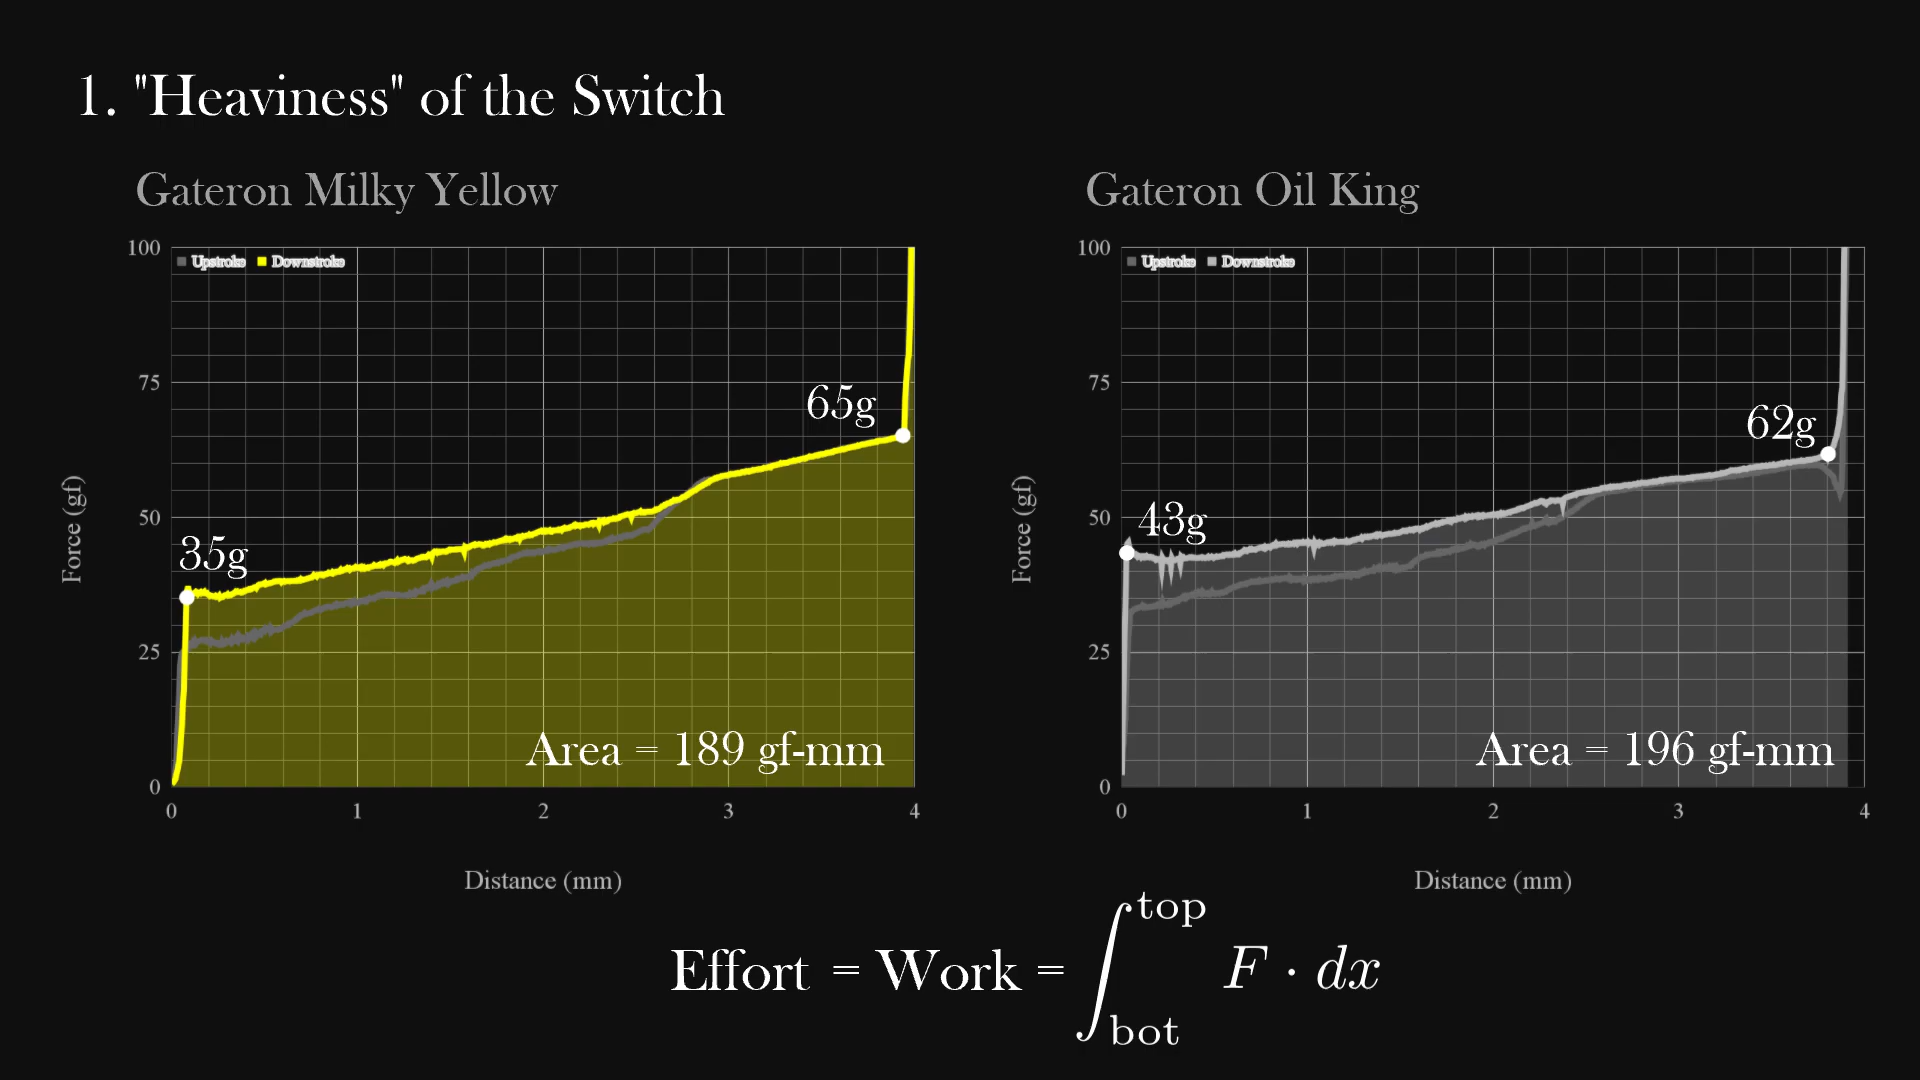 1. "Heaviness" of the Switch
Gateron Milky Yellow
100
75
50
25
0
0 1 2 3 4
Upstroke Downstroke
35g
65g
Area = 189 gf-mm
Force (gf)
Distance (mm)
Gateron Oil King
100
75
50
25
0
0 1 2 3 4
Upstroke Downstroke
43g
62g
Area = 196 gf-mm
Force (gf)
Distance (mm)
Effort = Work = ∫ top bot F · dx